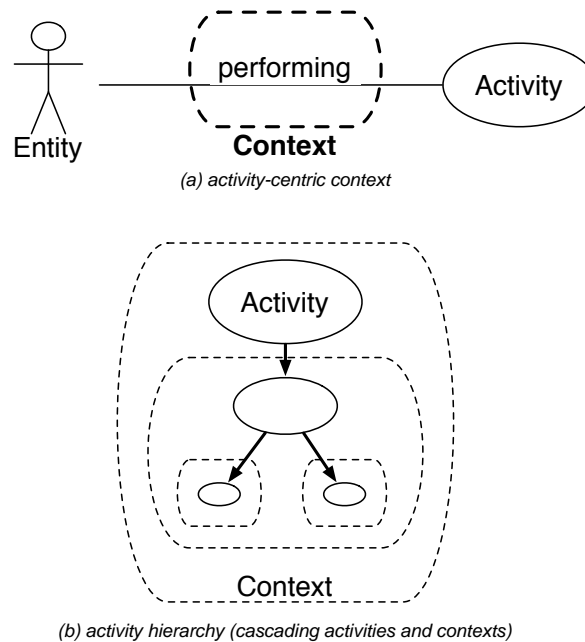 performing
Activity
Entity
Context
(a) activity-centric context
Activity
Context
(b) activity hierarchy (cascading activities and contexts)